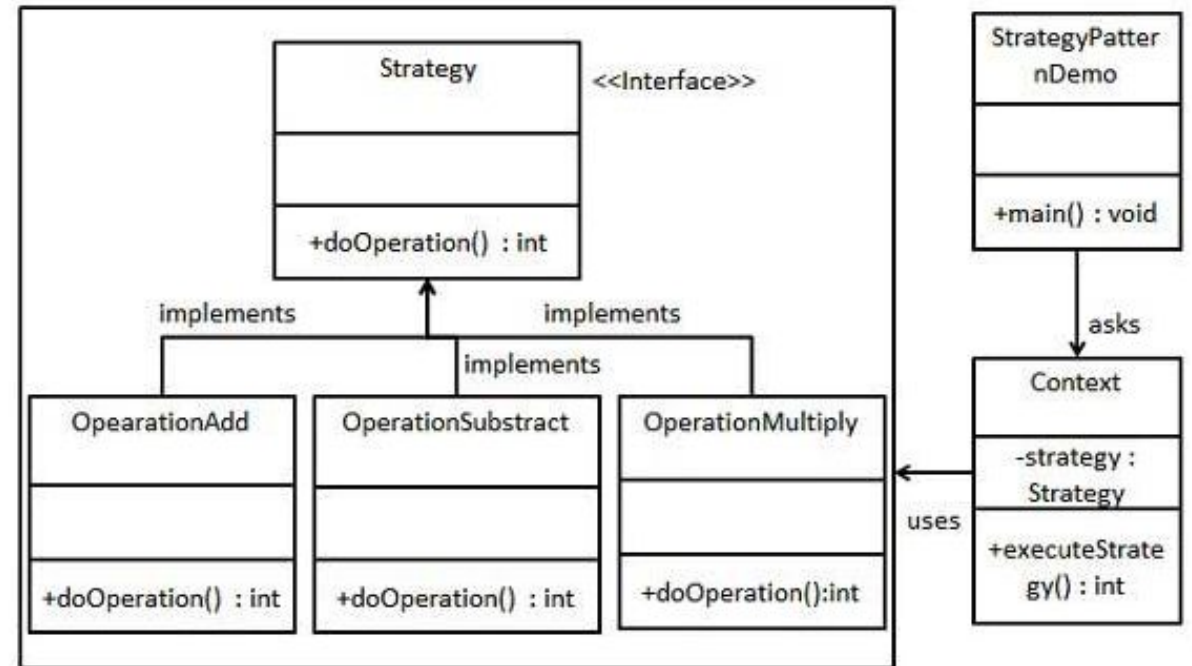 Strategy
<<Interface>>
+doOperation() : int
implements
implements
implements
OpearationAdd
+doOperation() : int
OperationSubstract
+doOperation() : int
OperationMultiply
+doOperation():int
StrategyPatter
nDemo
+main() : void
asks
Context
-strategy :
Strategy
+executeStrate
gy() : int
uses